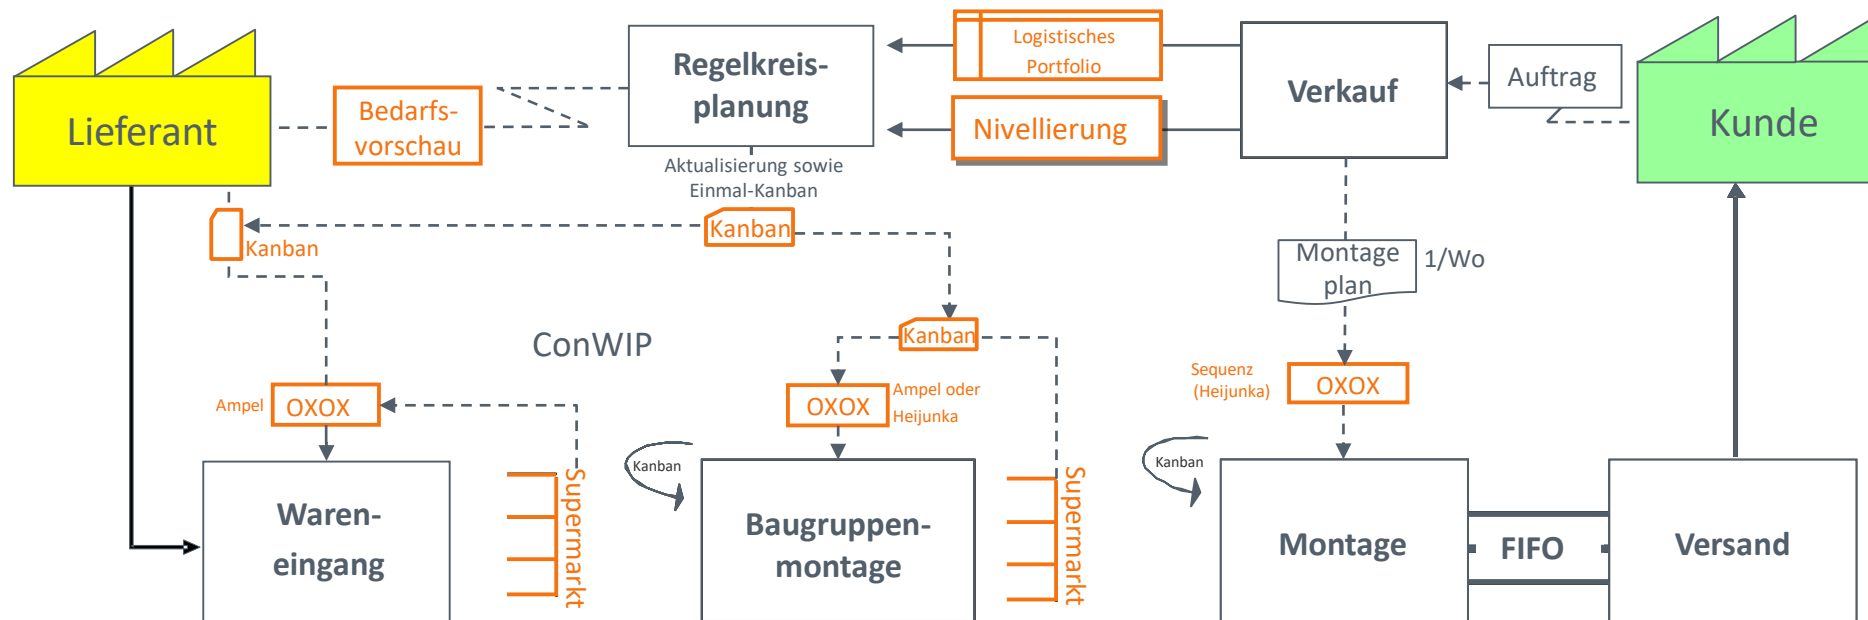 Lieferant
Bedarfs-
vorschau
Regelkreis-
planung
Logistisches
Portfolio
Nivellierung
Verkauf
Auftrag
Kunde
Aktualisierung sowie
Einmal-Kanban
Kanban
Kanban
Montage
plan
1/Wo
ConWIP
Kanban
Ampel
OXOX
OXOX
Ampel oder
Heijunka
Sequenz
(Heijunka)
OXOX
Waren-
eingang
Supermarkt
Kanban
Baugruppen-
montage
Supermarkt
Kanban
Montage
FIFO
Versand